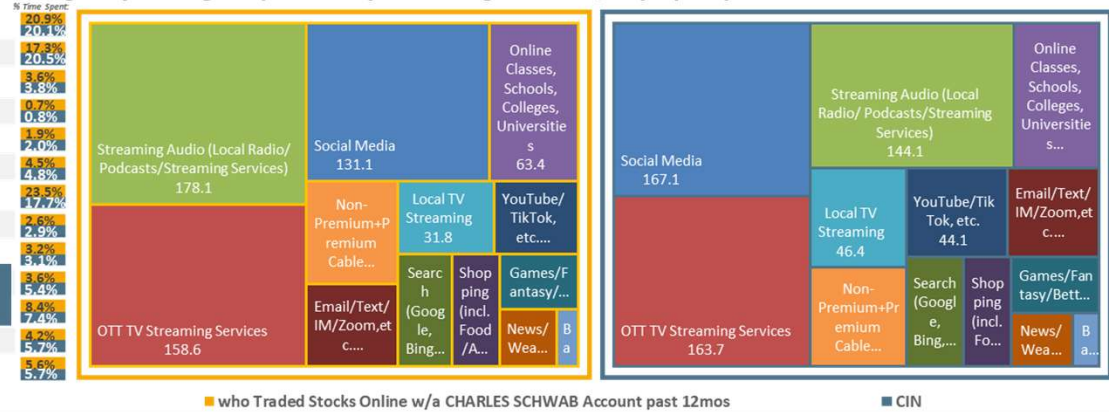 % Time Spent:
20.9%
20.1%
17.3%
20.5%
3.6%
3.8%
0.7%
0.8%
1.9%
2.0%
4.5%
4.8%
23.5%
17.7%
2.6%
2.9%
3.2%
3.1%
3.6%
5.4%
8.4%
7.4%
4.2%
5.7%
5.6%
5.7%
Streaming Audio (Local Radio/
Podcasts/Streaming Services)
178.1
OTT TV Streaming Services
158.6
Social Media
131.1
Online
Classes,
Schools,
Colleges,
Universitie
s
63.4
Non-
Premium+P
remium
Cable...
Local TV
Streaming
31.8
YouTube/
TikTok,
etc....
Email/Text/
IM/Zoom,et
c....
Searc
h
(Goog
le,
Bing...
Shop
ping
(incl.
Food
/A...
Games/F
antasy/...
News/
Wea...
B
a
Social Media
167.1
OTT TV Streaming Services
163.7
Streaming Audio (Local
Radio/ Podcasts/Streaming
Services)
144.1
Online
Classes,
Schools,
Colleges,
Universitie
s...
Local TV
Streaming
46.4
YouTube/Tik
Tok, etc.
44.1
Email/Text/
IM/Zoom,et
c....
Non-
Premium+Pr
emium
Cable...
Search
(Googl
e,
Bing,...
Shop
ping
(incl.
Fo...
Games/Fan
tasy/Bett...
News/
Wea...
B
a...
who Traded Stocks Online w/a CHARLES SCHWAB Account past 12mos
CIN